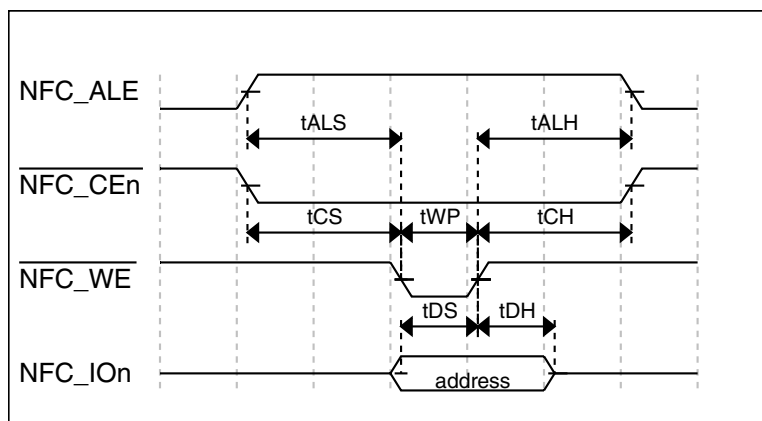 NFC_ALE
tALS
tALH
NFC_CEn
tCS
tWP
tCH
NFC_WE
tDS
tDH
NFC_IOn
address